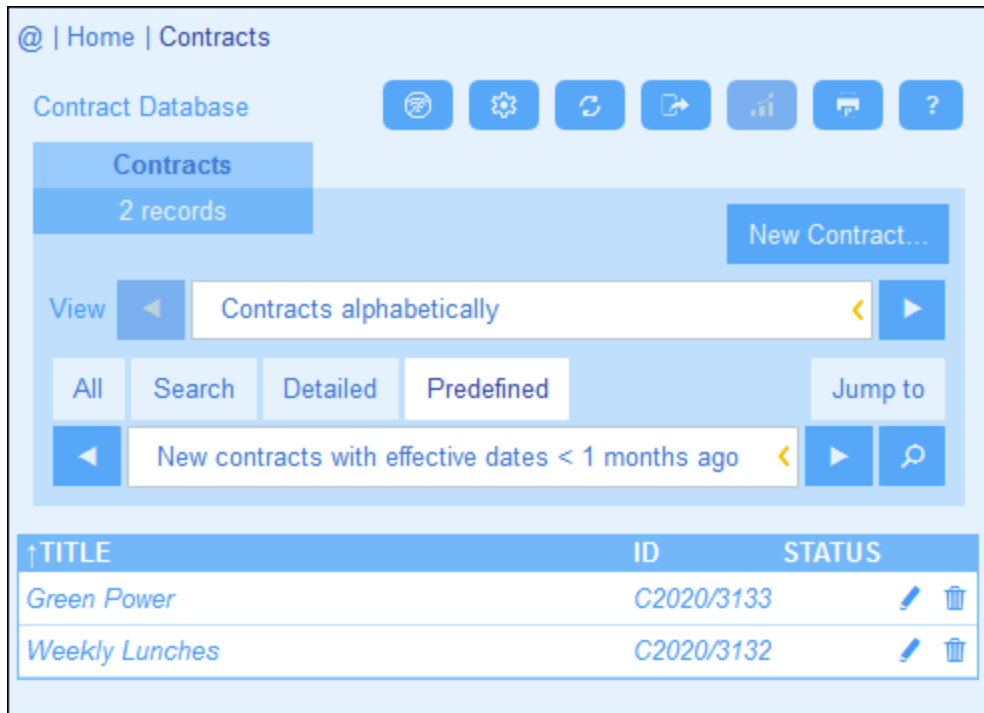 @ | Home | Contracts
Contract Database ?
Contracts
2 records
New Contract...
View Contracts alphabetically
All Search Detailed Predefined Jump to
New contracts with effective dates < 1 months ago
↑TITLE ID STATUS
Green Power C2020/3133
Weekly Lunches C2020/3132